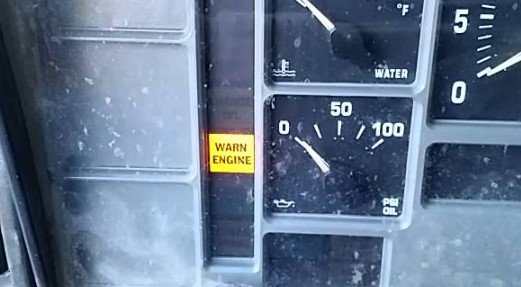 °F
WATER
5
0
WARN
ENGINE
0 50 100
PSI
OIL